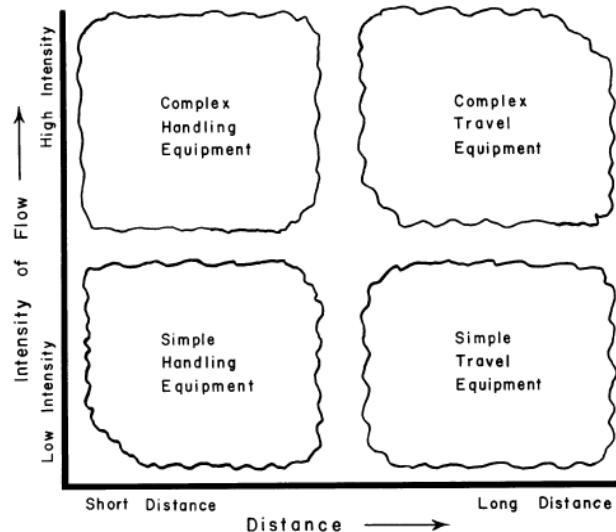 High Intensity
Intensity of Flow
Low Intensity
Complex
Handling
Equipment
Complex
Travel
Equipment
Simple
Handling
Equipment
Simple
Travel
Equipment
Short Distance
Long Distance
Distance